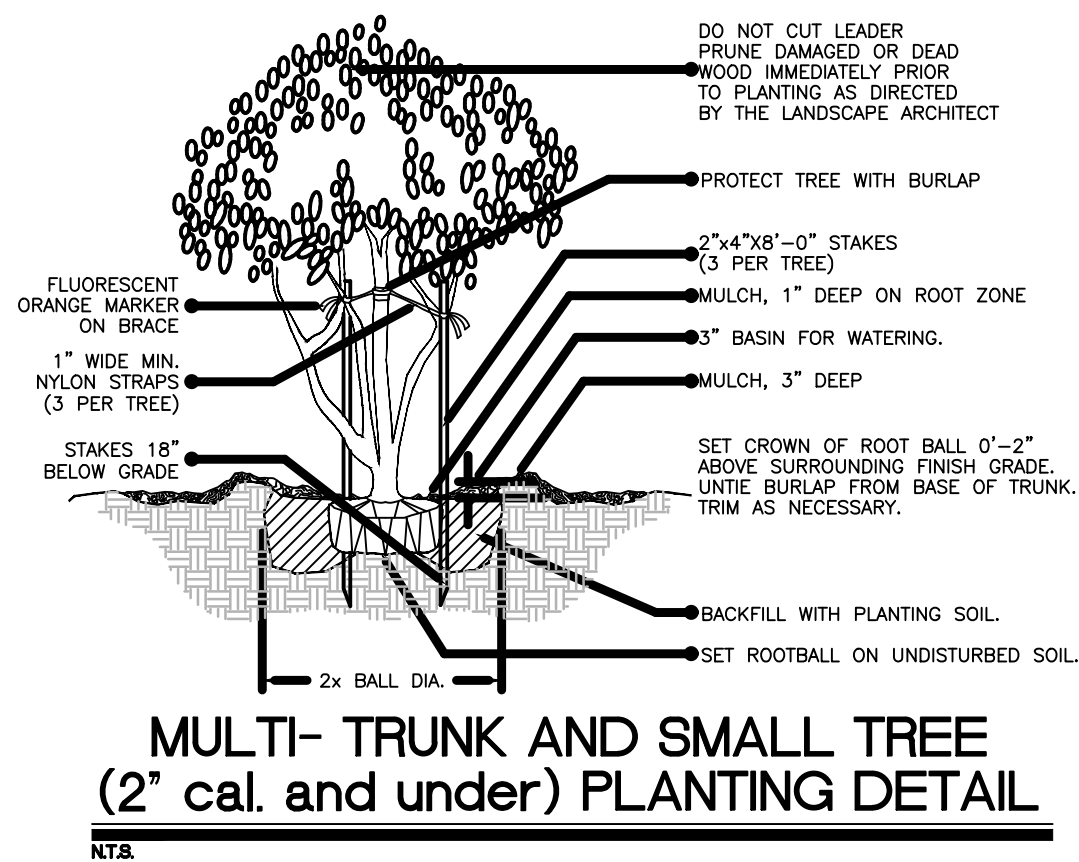 DO NOT CUT LEADER
PRUNE DAMAGED OR DEAD
WOOD IMMEDIATELY PRIOR
TO PLANTING AS DIRECTED
BY THE LANDSCAPE ARCHITECT
PROTECT TREE WITH BURLAP
2"x4"X8'-0" STAKES
(3 PER TREE)
MULCH, 1" DEEP ON ROOT ZONE
3" BASIN FOR WATERING.
MULCH, 3" DEEP
SET CROWN OF ROOT BALL 0'-2"
ABOVE SURROUNDING FINISH GRADE.
UNTIE BURLAP FROM BASE OF TRUNK.
TRIM AS NECESSARY.
BACKFILL WITH PLANTING SOIL.
SET ROOTBALL ON UNDISTURBED SOIL.
FLUORESCENT
ORANGE MARKER
ON BRACE
1" WIDE MIN.
NYLON STRAPS
(3 PER TREE)
STAKES 18"
BELOW GRADE
2x BALL DIA.
MULTI- TRUNK AND SMALL TREE
(2" cal. and under) PLANTING DETAIL
N.T.S.